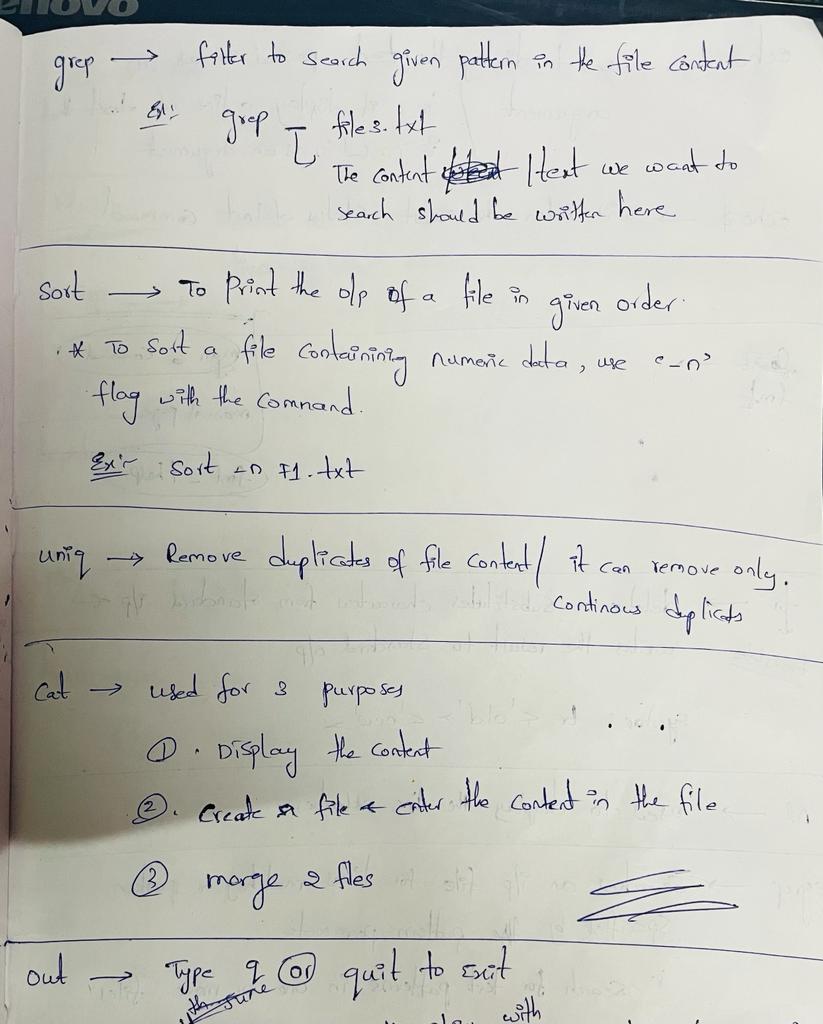 enovo
grep → filter to search given pattern in the file content
Ex:- grep _ file3.txt
The content /text we want to
search should be written here
Sort → To Print the o/p of a file in given order.
* To Sort a file containining numeric data, use '-n'
flag with the command.
Ex:- Sort -n F1.txt
uniq → Remove duplicates of file content/ it can remove only.
continous duplicats
Cat → used for 3 purposes
① . Display the content
②. Create a file & enter the content in the file
③ merge 2 files
out → Type q (or) quit to Exit
with